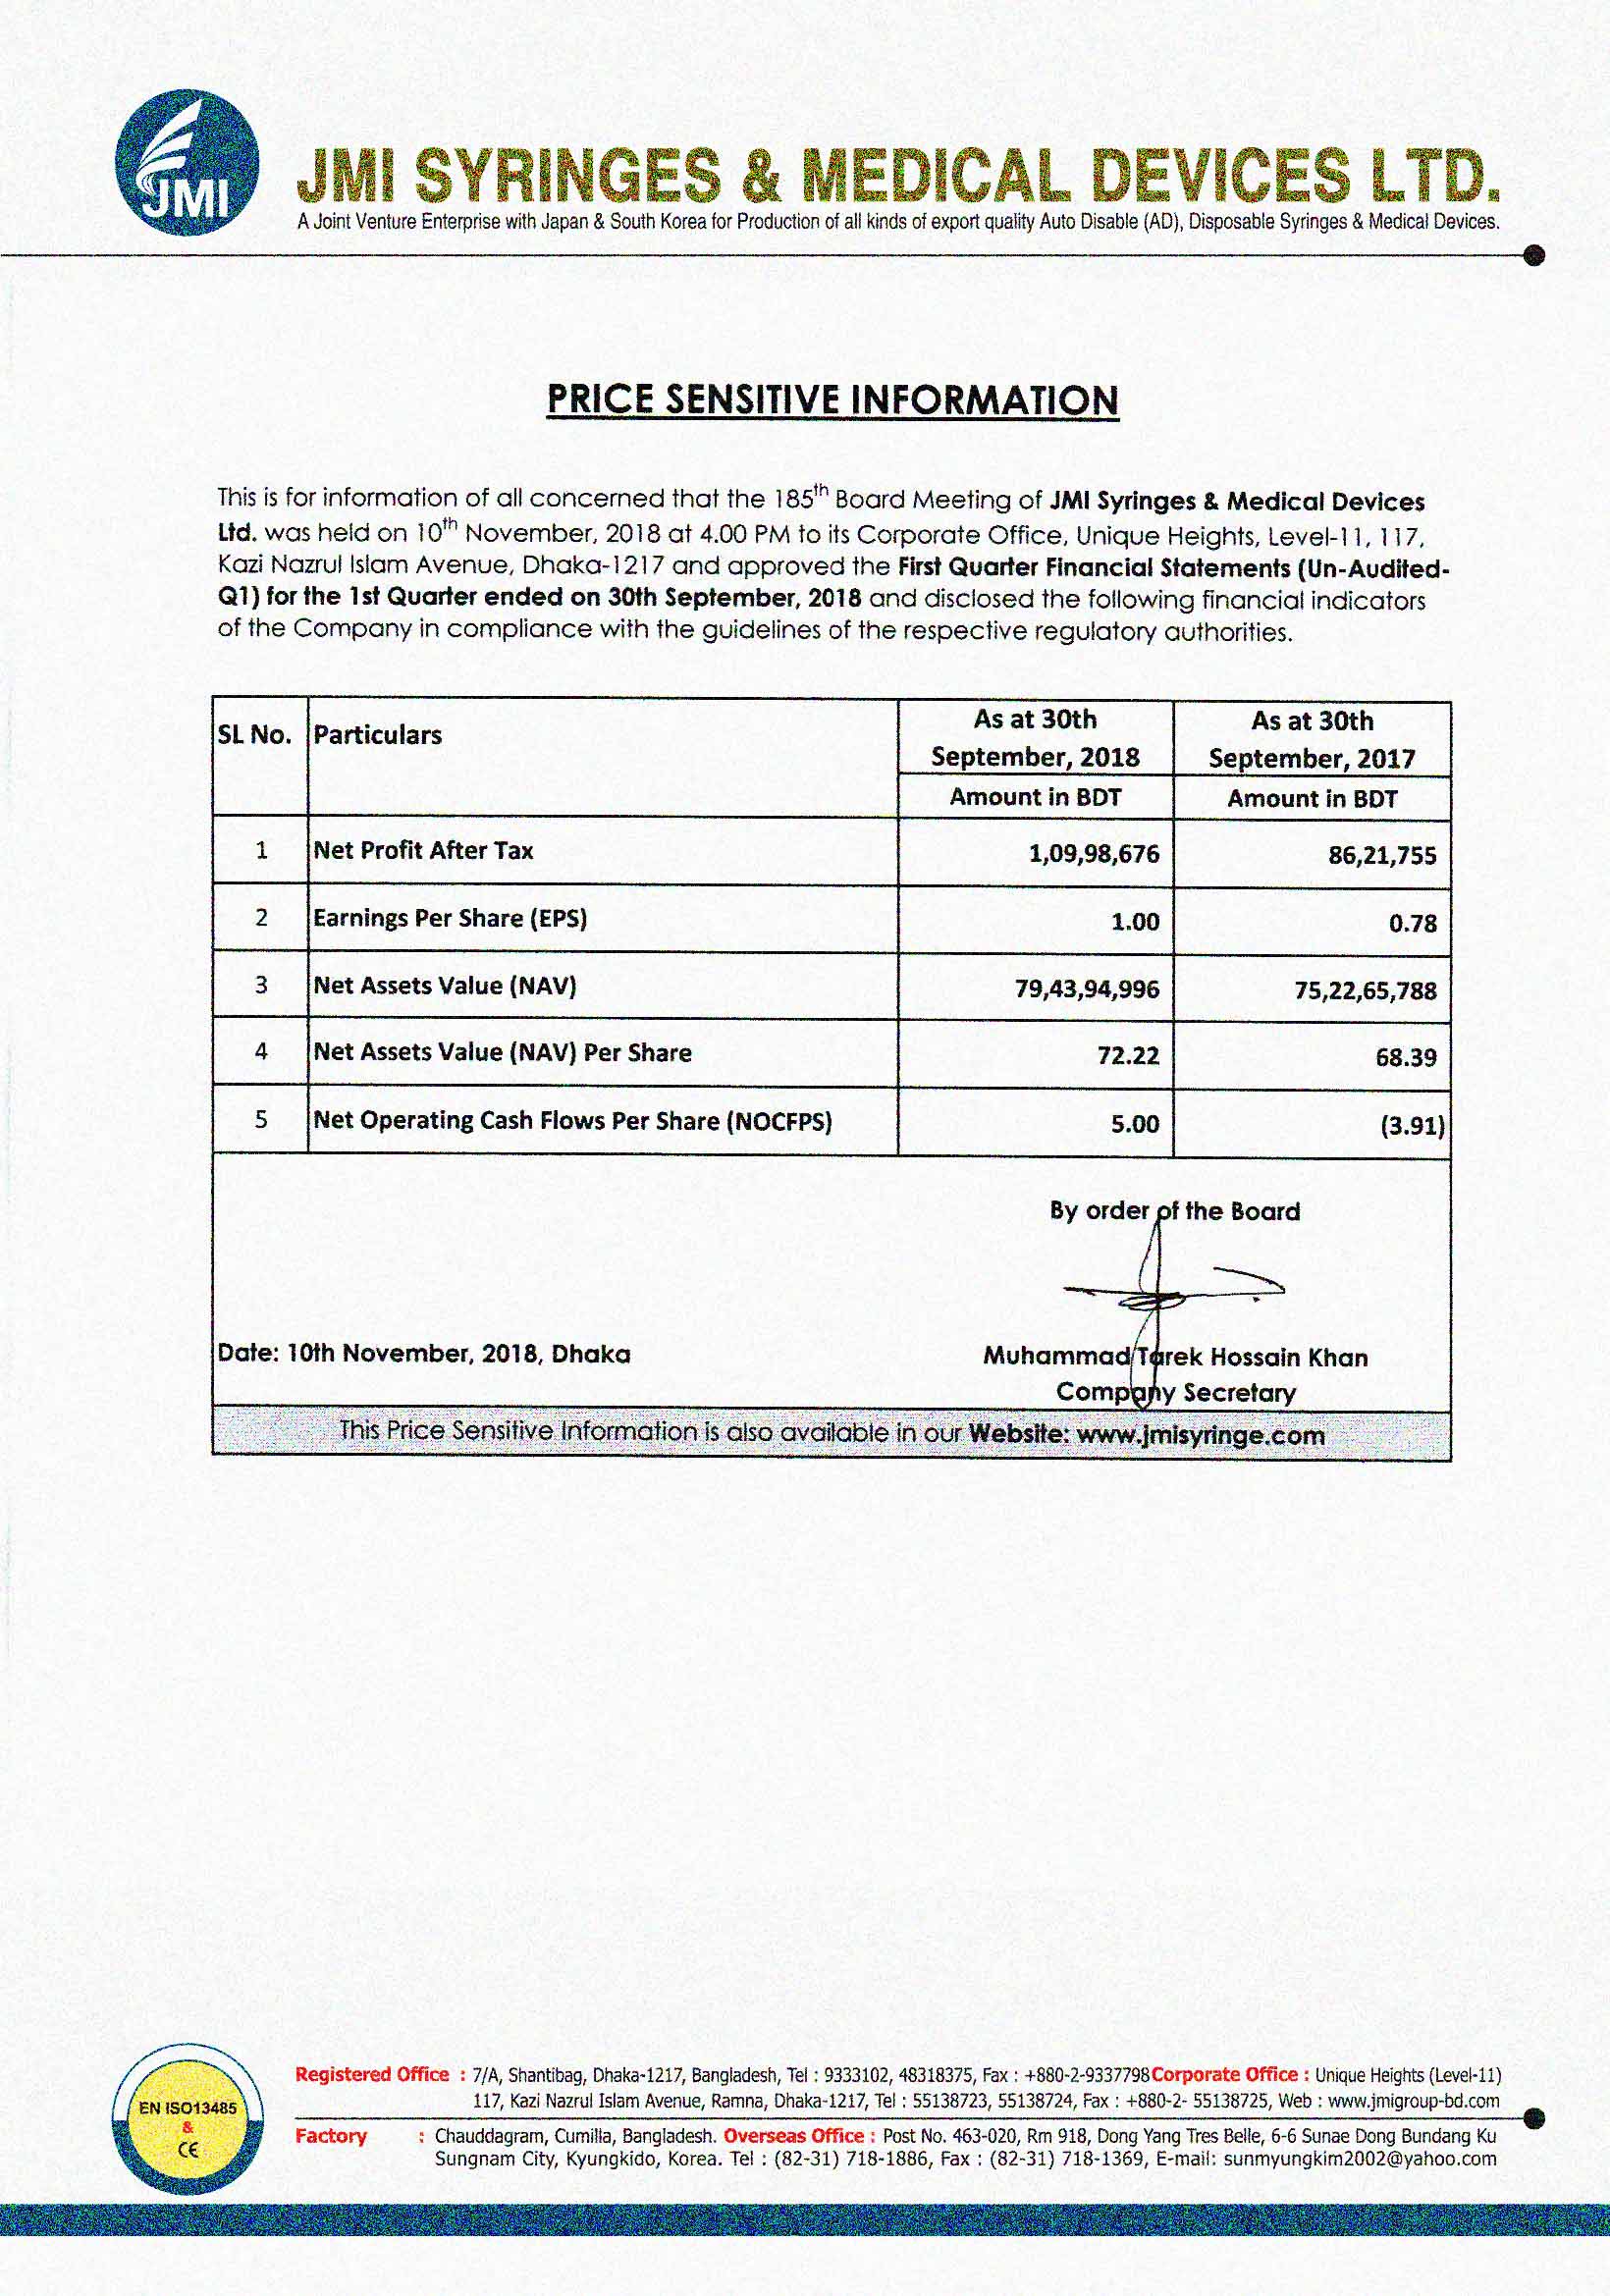 JMI
JMI SYRINGES & MEDICAL DEVICES LTD.
A Joint Venture Enterprise with Japan & South Korea for Production of all kinds of export quality Auto Disable (AD), Disposable Syringes & Medical Devices.
PRICE SENSITIVE INFORMATION
This is for information of all concerned that the 185th Board Meeting of JMI Syringes & Medical Devices
Ltd. was held on 10th November, 2018 at 4.00 PM to its Corporate Office, Unique Heights, Level-11, 117,
Kazi Nazrul Islam Avenue, Dhaka-1217 and approved the First Quarter Financial Statements (Un-Audited-
Q1) for the 1st Quarter ended on 30th September, 2018 and disclosed the following financial indicators
of the Company in compliance with the guidelines of the respective regulatory authorities.
SL No. Particulars As at 30th September, 2018 As at 30th September, 2017
Amount in BDT Amount in BDT
1 Net Profit After Tax 1,09,98,676 86,21,755
2 Earnings Per Share (EPS) 1.00 0.78
3 Net Assets Value (NAV) 79,43,94,996 75,22,65,788
4 Net Assets Value (NAV) Per Share 72.22 68.39
5 Net Operating Cash Flows Per Share (NOCFPS) 5.00 (3.91)
By order of the Board
Date: 10th November, 2018, Dhaka Muhammad Tarek Hossain Khan
Company Secretary
This Price Sensitive Information is also available in our Website: www.jmisyringe.com
EN ISO13485
&
CE
Registered Office : 7/A, Shantibag, Dhaka-1217, Bangladesh, Tel : 9333102, 48318375, Fax : +880-2-9337798 Corporate Office : Unique Heights (Level-11)
117, Kazi Nazrul Islam Avenue, Ramna, Dhaka-1217, Tel : 55138723, 55138724, Fax : +880-2- 55138725, Web : www.jmigroup-bd.com
Factory : Chauddagram, Cumilla, Bangladesh. Overseas Office : Post No. 463-020, Rm 918, Dong Yang Tres Belle, 6-6 Sunae Dong Bundang Ku
Sungnam City, Kyungkido, Korea. Tel : (82-31) 718-1886, Fax : (82-31) 718-1369, E-mail: sunmyungkim2002@yahoo.com